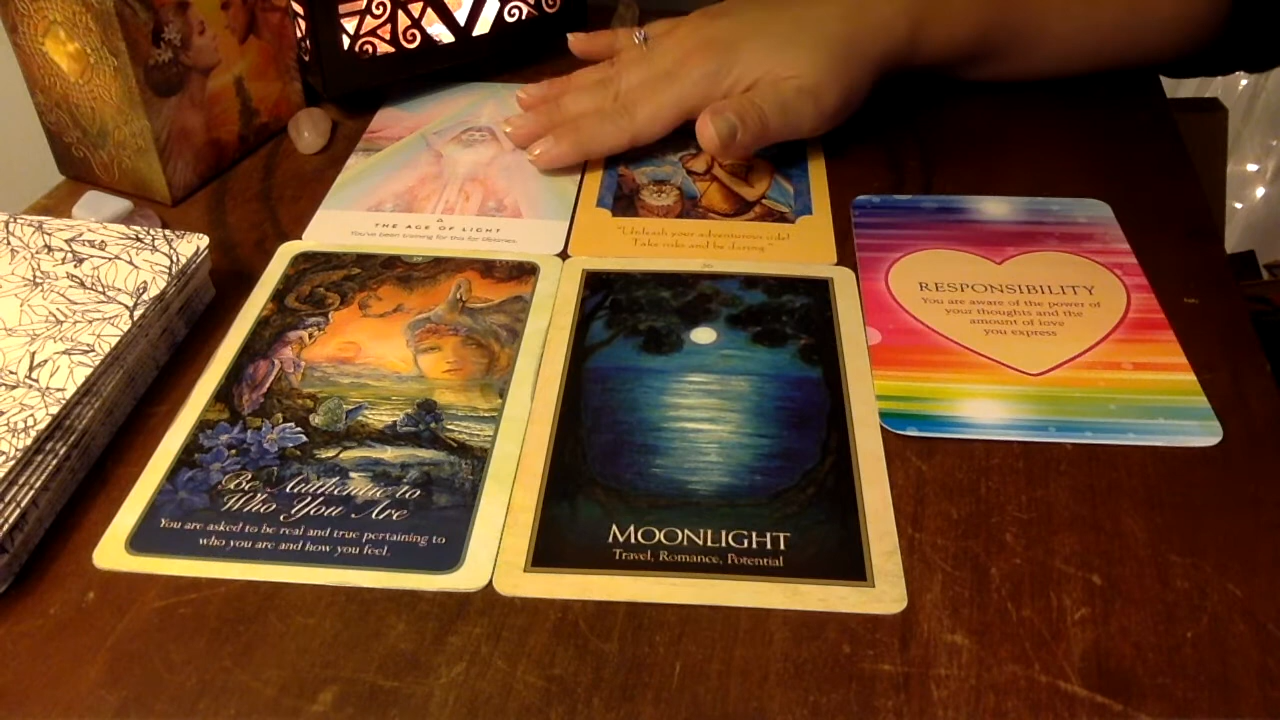 THE AGE OF LIGHT
You've been training for this for lifetimes.
"Unleash your adventurous side!
Take risks and be daring."
RESPONSIBILITY
You are aware of the power of
your thoughts and the
amount of love
you express
Be Authentic to
Who You Are
You are asked to be real and true pertaining to
who you are and how you feel.
MOONLIGHT
Travel, Romance, Potential